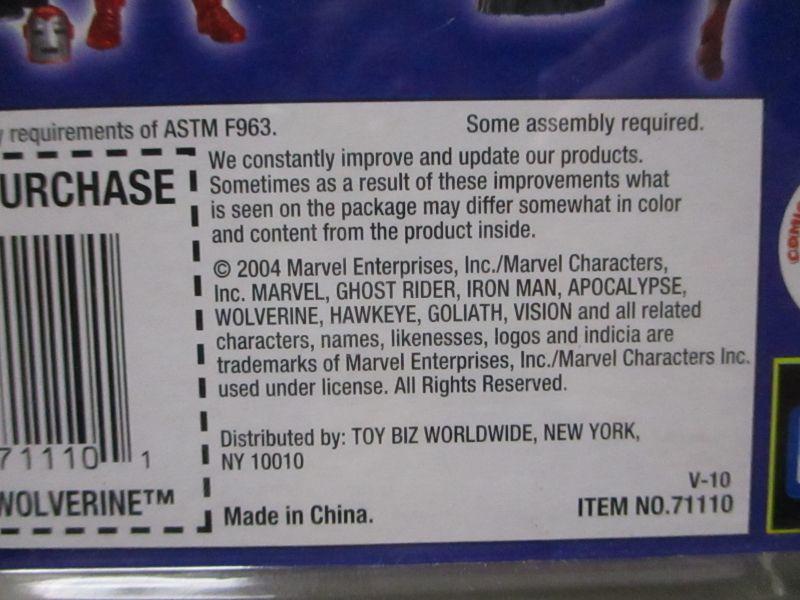 requirements of ASTM F963.
Some assembly required.
URCHASE
We constantly improve and update our products.
Sometimes as a result of these improvements what
is seen on the package may differ somewhat in color
and content from the product inside.
© 2004 Marvel Enterprises, Inc./Marvel Characters,
Inc. MARVEL, GHOST RIDER, IRON MAN, APOCALYPSE,
WOLVERINE, HAWKEYE, GOLIATH, VISION and all related
characters, names, likenesses, logos and indicia are
trademarks of Marvel Enterprises, Inc./Marvel Characters Inc.
used under license. All Rights Reserved.
Distributed by: TOY BIZ WORLDWIDE, NEW YORK,
NY 10010
71110 1
WOLVERINE™
Made in China.
V-10
ITEM NO.71110